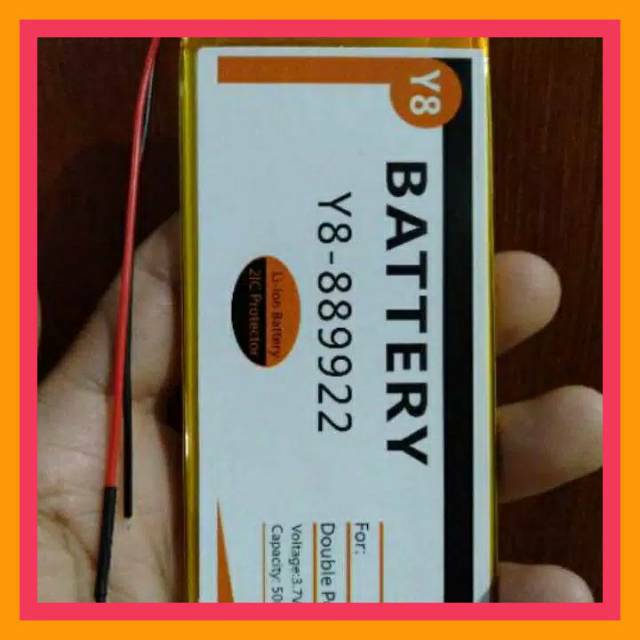 Y8
BATTERY
Y8-889922
Li-ion Battery
2IC Protector
For:
Double P
Voltage:3.7V
Capacity: 50